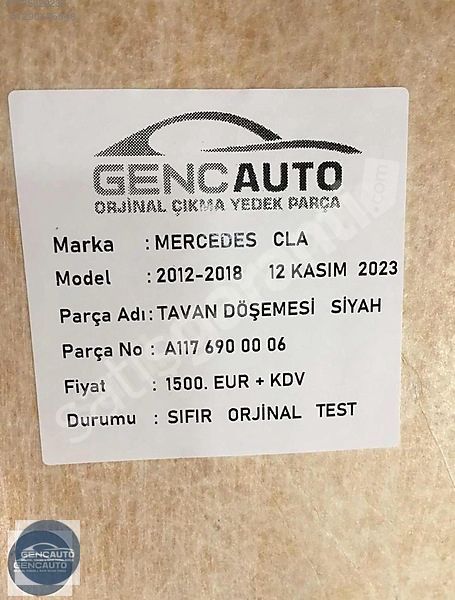 GENCAUTO
ORJİNAL ÇIKMA YEDEK PARÇA
Marka : MERCEDES CLA
Model : 2012-2018 12 KASIM 2023
Parça Adı: TAVAN DÖŞEMESİ SİYAH
Parça No : A117 690 00 06
Fiyat : 1500. EUR + KDV
Durumu : SIFIR ORJİNAL TEST
GENCAUTO
GENCAUTO